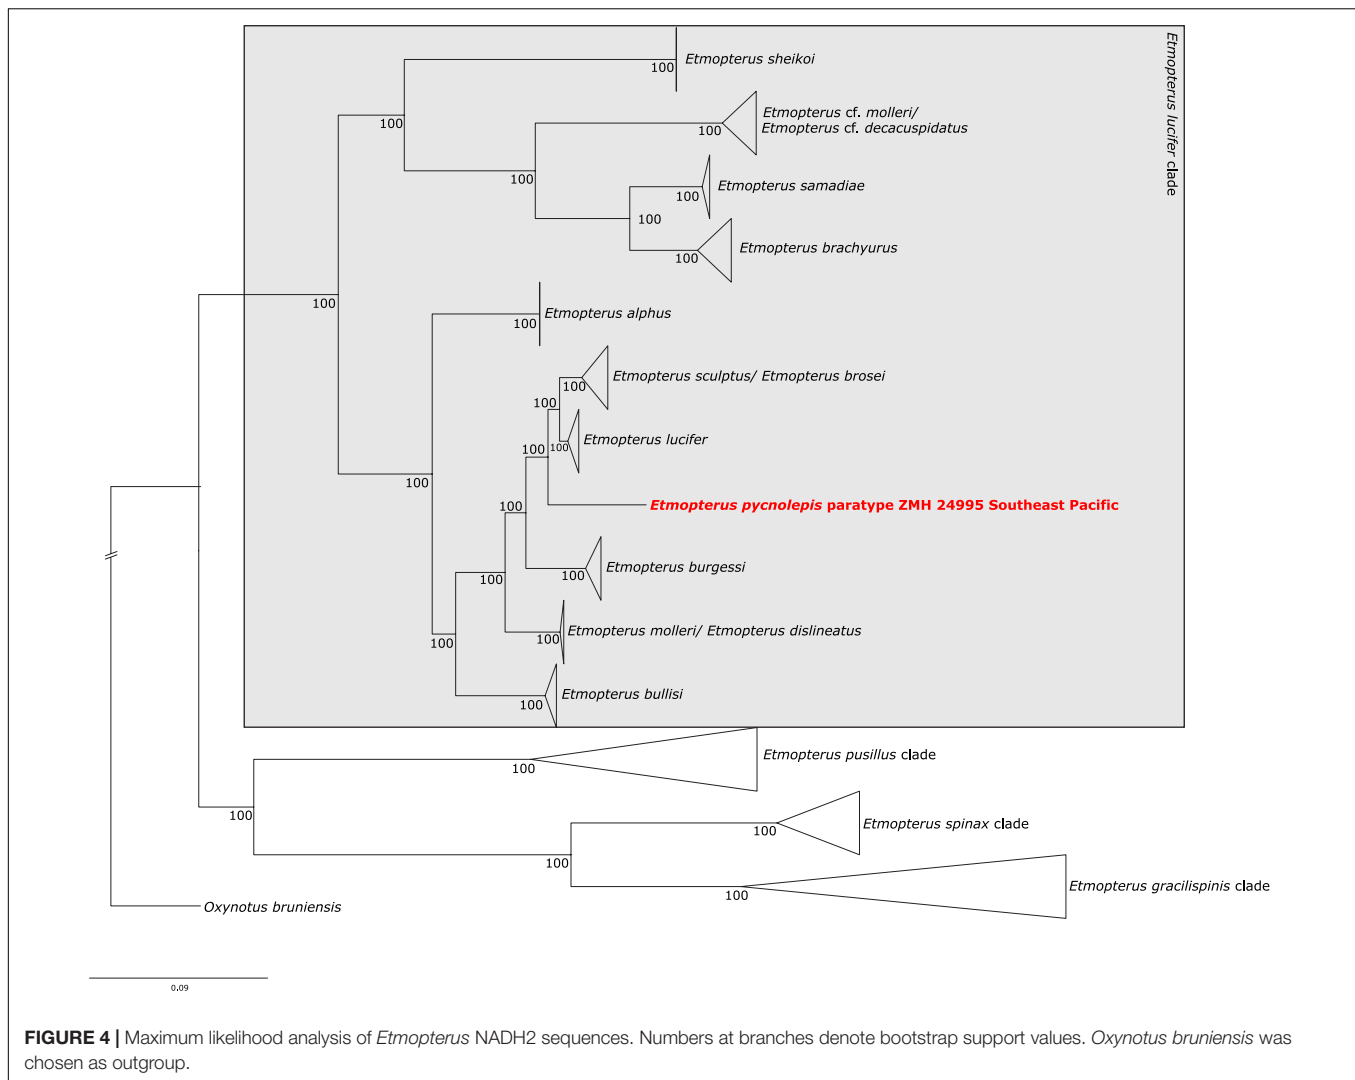 Etmopterus lucifer clade
100
Etmopterus sheikoi
100
Etmopterus cf. molleri/
Etmopterus cf. decacuspidatus
100
100
100
Etmopterus samadiae
100
100
Etmopterus brachyurus
100
100
Etmopterus alphus
100
Etmopterus sculptus/ Etmopterus brosei
100
100
Etmopterus lucifer
100
100
100
Etmopterus pycnolepis paratype ZMH 24995 Southeast Pacific
100
Etmopterus burgessi
100
100
Etmopterus molleri/ Etmopterus dislineatus
100
100
Etmopterus bullisi
100
Etmopterus pusillus clade
100
100
Etmopterus spinax clade
100
100
Etmopterus gracilispinis clade
100
Oxynotus bruniensis
0.09
FIGURE 4 | Maximum likelihood analysis of Etmopterus NADH2 sequences. Numbers at branches denote bootstrap support values. Oxynotus bruniensis was
chosen as outgroup.